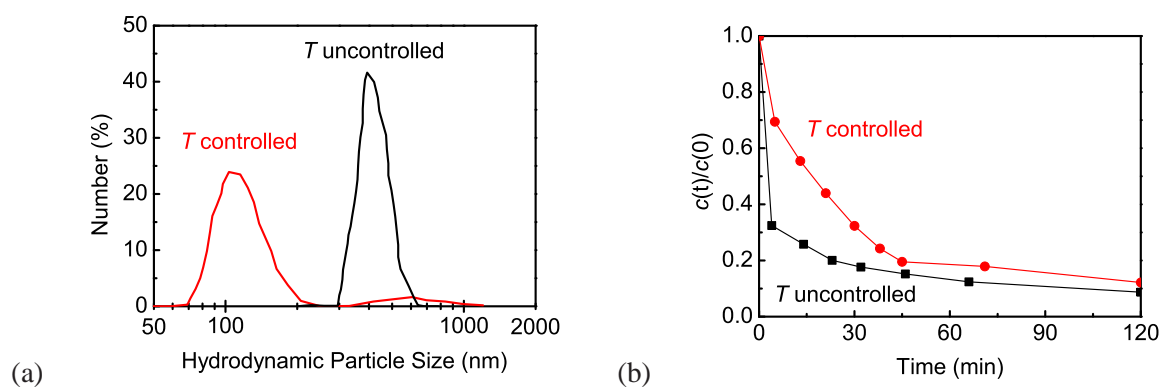 50
40
30
20
10
0
Number (%)
T uncontrolled
T controlled
50 100 1000 2000
Hydrodynamic Particle Size (nm)
(a)
1.0
0.8
0.6
0.4
0.2
0.0
c(t)/c(0)
T controlled
T uncontrolled
0 30 60 90 120
Time (min)
(b)